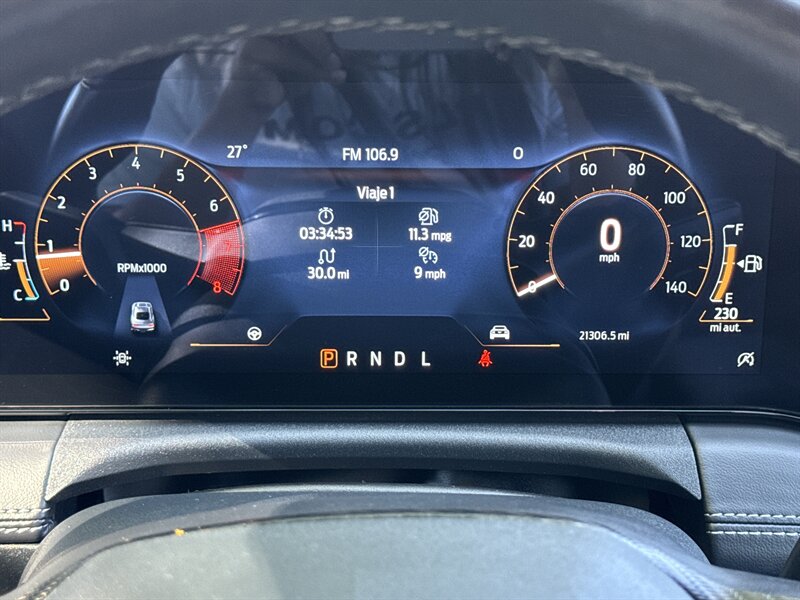 27° FM 106.9 O
Viaje 1
03:34:53 11.3 mpg
30.0 mi 9 mph
0 1 2 3 4 5 6 7 8
RPMx1000
H
C
0 20 40 60 80 100 120 140
0
mph
F
E
230
mi aut.
21306.5 mi
P R N D L